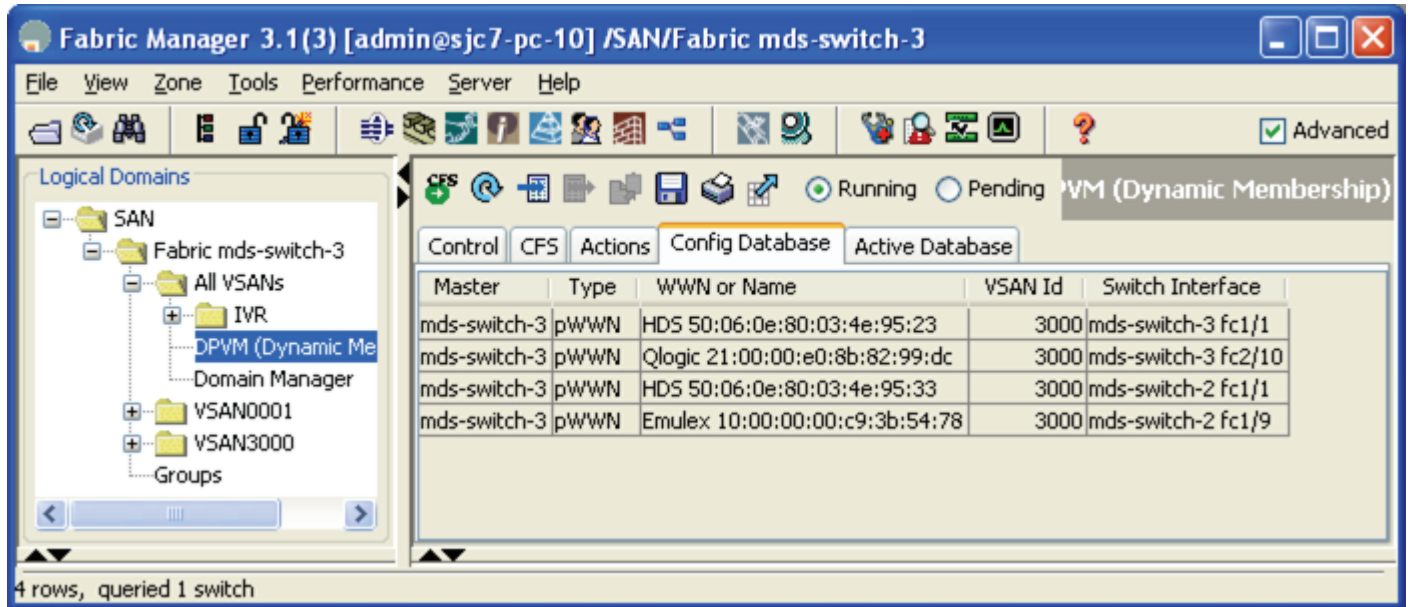 Fabric Manager 3.1(3) [admin@sjc7-pc-10] /SAN/Fabric mds-switch-3
File View Zone Tools Performance Server Help
Advanced
Logical Domains
SAN
Fabric mds-switch-3
All VSANs
IVR
DPVM (Dynamic Me
Domain Manager
VSAN0001
VSAN3000
Groups
CFS Running Pending VM (Dynamic Membership)
Control CFS Actions Config Database Active Database
Master Type WWN or Name VSAN Id Switch Interface
mds-switch-3 pWWN HDS 50:06:0e:80:03:4e:95:23 3000 mds-switch-3 fc1/1
mds-switch-3 pWWN Qlogic 21:00:00:e0:8b:82:99:dc 3000 mds-switch-3 fc2/10
mds-switch-3 pWWN HDS 50:06:0e:80:03:4e:95:33 3000 mds-switch-2 fc1/1
mds-switch-3 pWWN Emulex 10:00:00:00:c9:3b:54:78 3000 mds-switch-2 fc1/9
4 rows, queried 1 switch